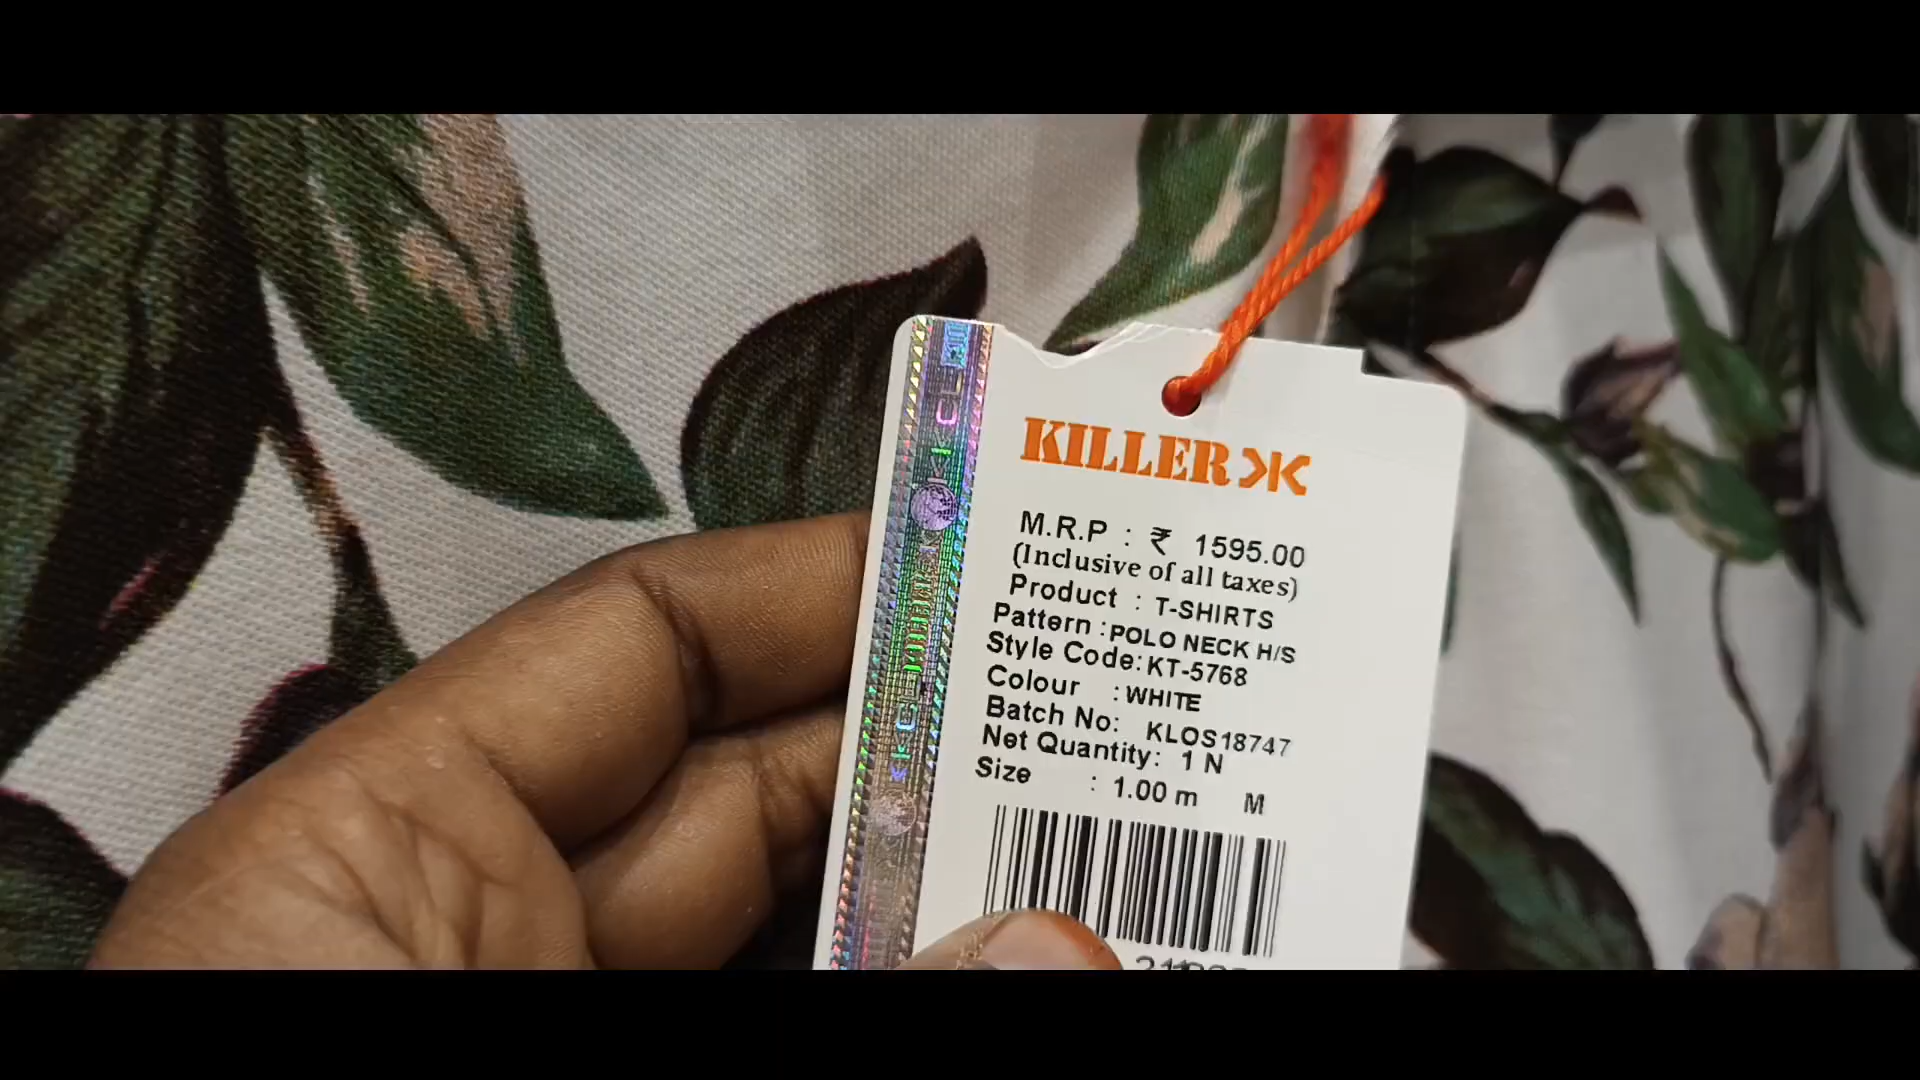 KILLER
M.R.P : ₹ 1595.00
(Inclusive of all taxes)
Product : T-SHIRTS
Pattern : POLO NECK H/S
Style Code: KT-5768
Colour : WHITE
Batch No: KLOS18747
Net Quantity: 1 N
Size : 1.00 m M